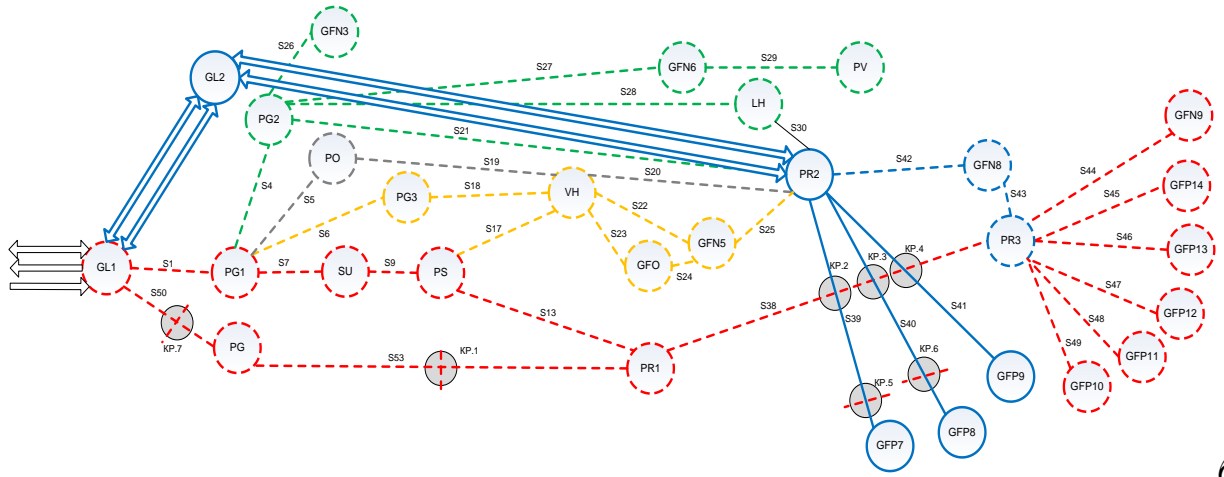 GFN3
S26
GL2
S27
GFN6
S29
PV
S28
LH
PG2
S30
GFN9
S21
S4
PO
S19
S20
PR2
S42
GFN8
S44
S45
GFP14
S5
PG3
S18
VH
S22
S43
S6
S17
S23
GFN5
S25
PR3
S46
GFP13
GL1
S1
PG1
S7
SU
S9
PS
GFO
S24
KP.4
KP.3
KP.2
S47
S50
S13
S38
S39
S40
S41
S48
GFP12
KP.7
PG
S53
KP.1
PR1
KP.6
S49
GFP11
KP.5
GFP9
GFP10
GFP7
GFP8